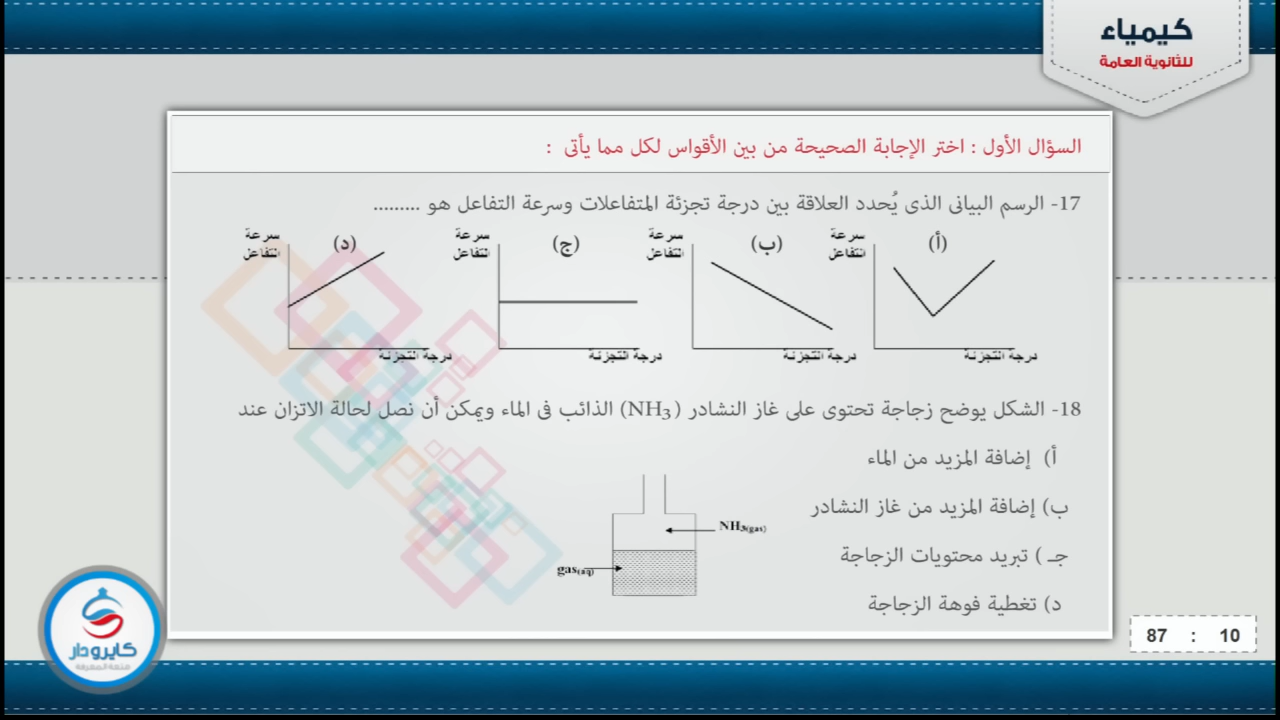 كيمياء
للثانوية العامة
السؤال الأول : اختر الإجابة الصحيحة من بين الأقواس لكل مما يأتى :
17- الرسم البيانى الذى يُحدد العلاقة بين درجة تجزئة المتفاعلات وسرعة التفاعل هو .........
(أ) سرعة التفاعل درجة التجزئة
(ب) سرعة التفاعل درجة التجزئة
(ج) سرعة التفاعل درجة التجزئة
(د) سرعة التفاعل درجة التجزئة
18- الشكل يوضح زجاجة تحتوى على غاز النشادر (NH₃) الذائب فى الماء ويمكن أن نصل لحالة الاتزان عند
أ) إضافة المزيد من الماء
ب) إضافة المزيد من غاز النشادر
جـ ) تبريد محتويات الزجاجة
د) تغطية فوهة الزجاجة
NH₃(gas)
gas(aq)
87 : 10
كايرودار
متعة المعرفة